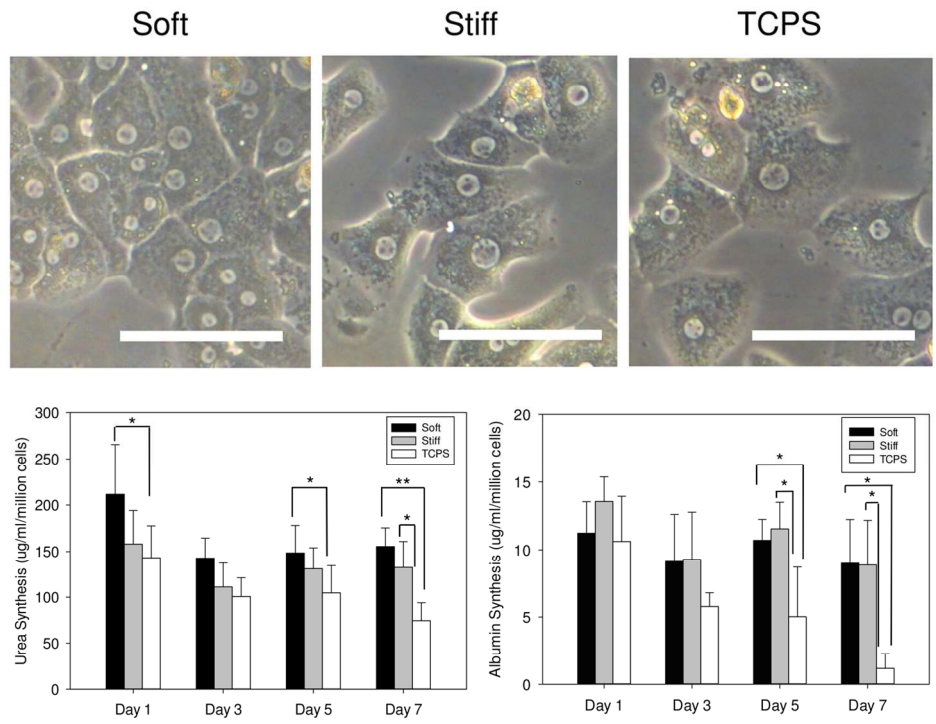 Soft
Stiff
TCPS
Urea Synthesis (ug/ml/million cells)
300
250
200
150
100
50
0
*
*
**
*
Soft
Stiff
TCPS
Day 1
Day 3
Day 5
Day 7
Albumin Synthesis (ug/ml/million cells)
20
15
10
5
0
*
*
*
*
Soft
Stiff
TCPS
Day 1
Day 3
Day 5
Day 7